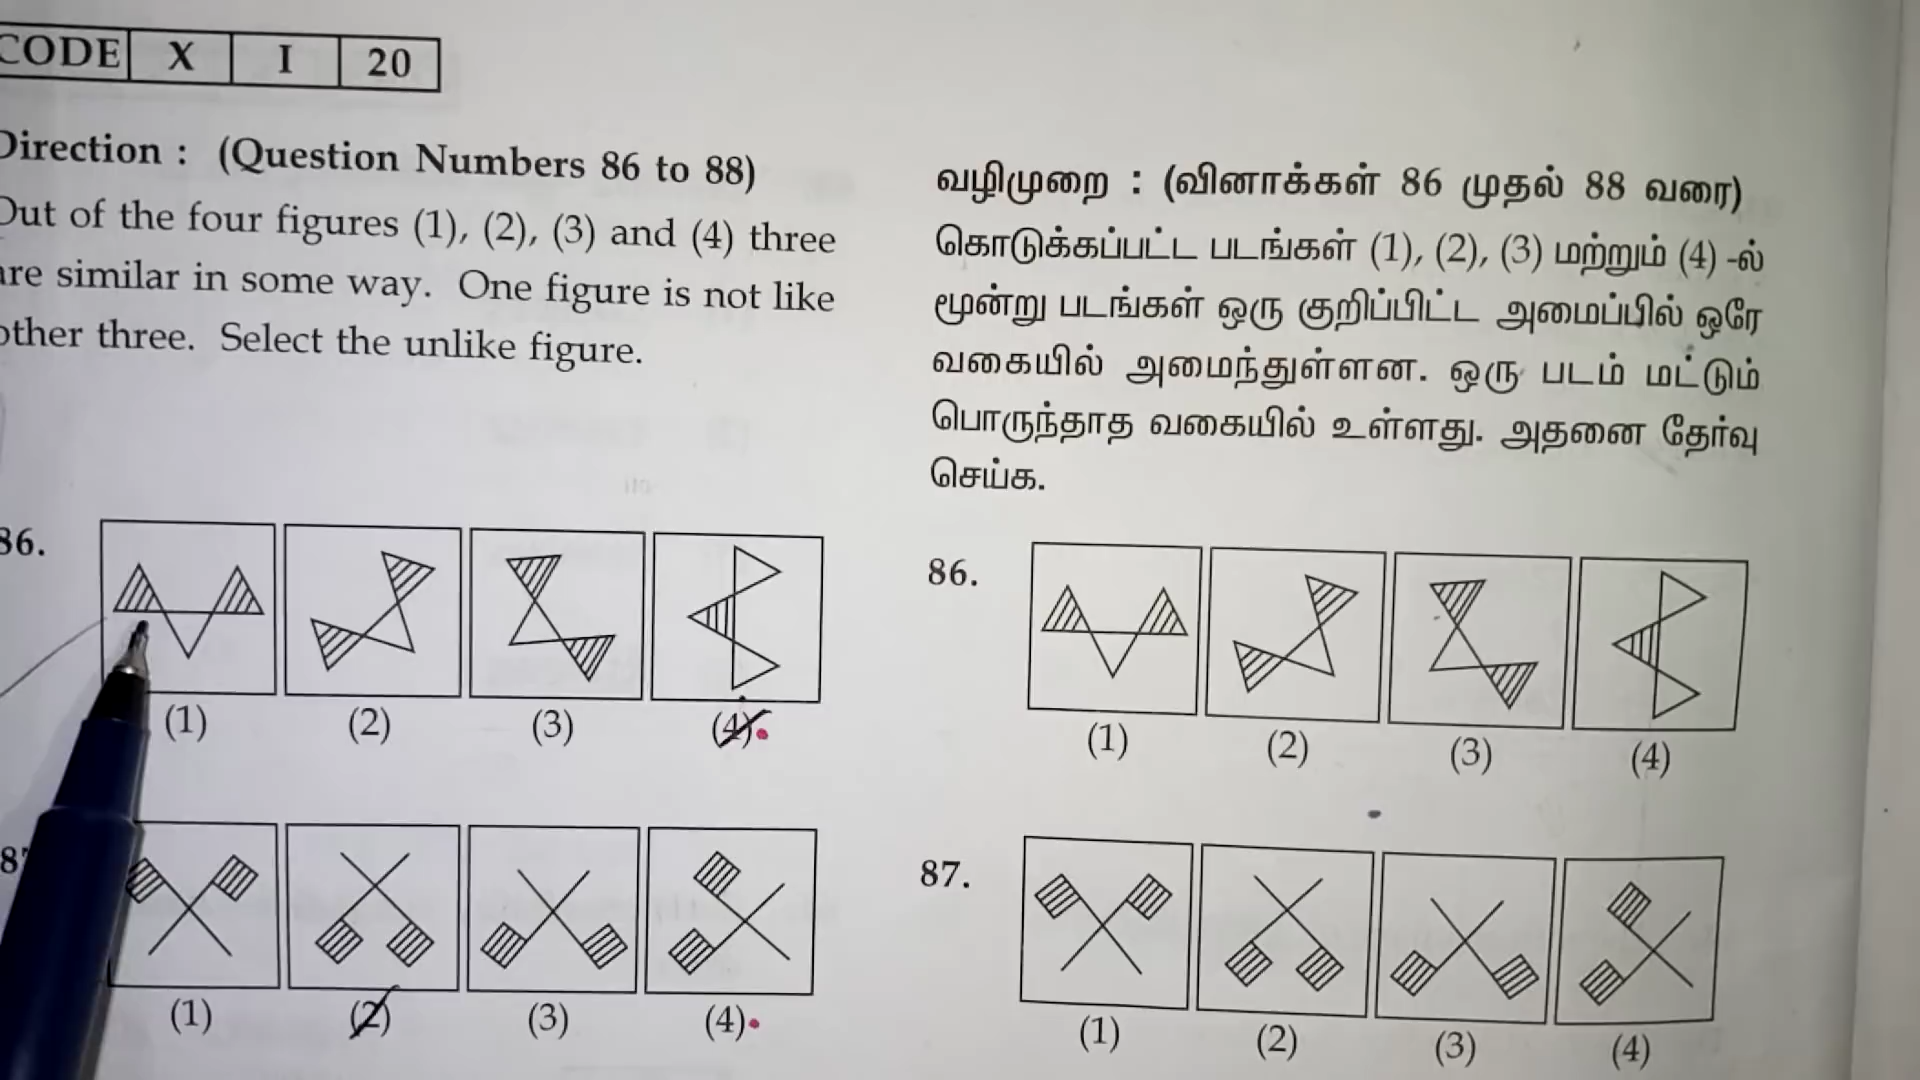 CODE X I 20
Direction : (Question Numbers 86 to 88)
Out of the four figures (1), (2), (3) and (4) three
are similar in some way. One figure is not like
other three. Select the unlike figure.
86.
(1) (2) (3) (4)
(1) (2) (3) (4)
வழிமுறை : (வினாக்கள் 86 முதல் 88 வரை)
கொடுக்கப்பட்ட படங்கள் (1), (2), (3) மற்றும் (4) -ல்
மூன்று படங்கள் ஒரு குறிப்பிட்ட அமைப்பில் ஒரே
வகையில் அமைந்துள்ளன. ஒரு படம் மட்டும்
பொருந்தாத வகையில் உள்ளது. அதனை தேர்வு
செய்க.
86.
(1) (2) (3) (4)
87.
(1) (2) (3) (4)